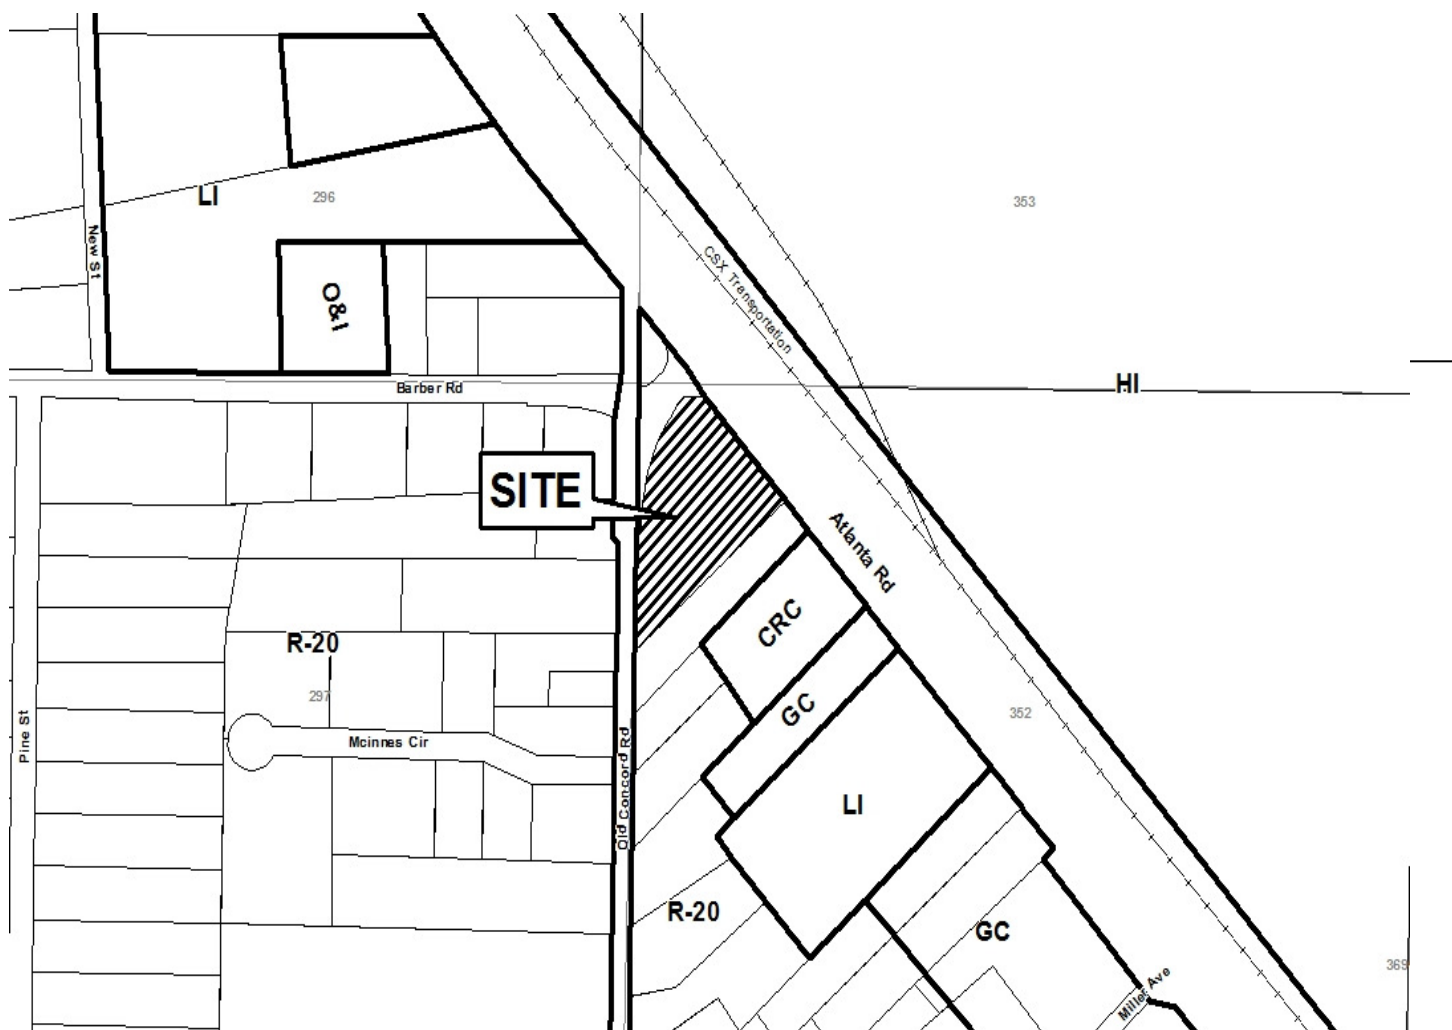 LI
296
353
New St
CSX Transportation
O&I
HI
Barber Rd
SITE
Atlanta Rd
CRC
R-20
297
GC
352
Pine St
Mcinnes Cir
Old Concord Rd
LI
R-20
GC
369
Miller Ave